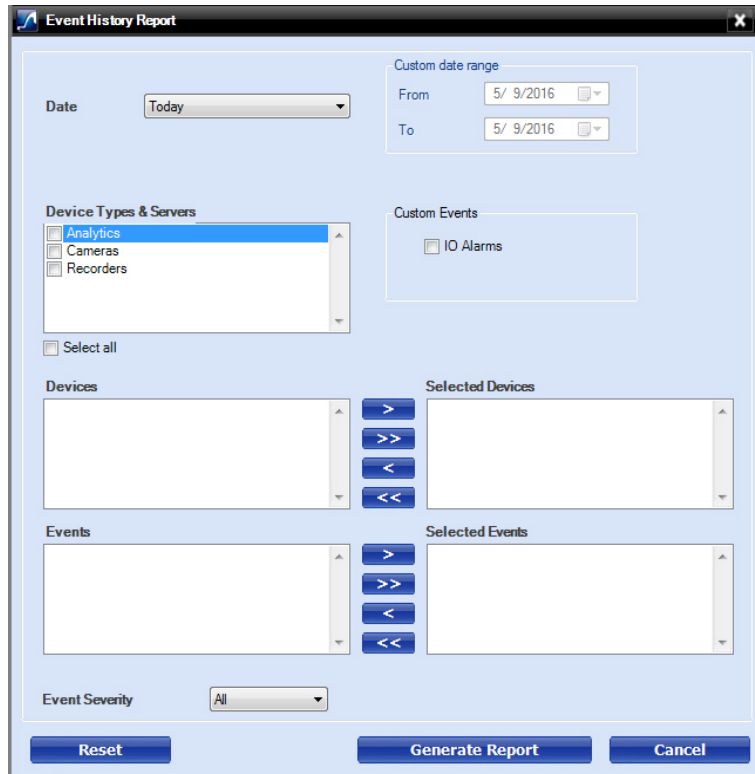 Event History Report
Custom date range
Date Today
From 5/ 9/2016
To 5/ 9/2016
Device Types & Servers
Custom Events
Analytics
Cameras
Recorders
IO Alarms
Select all
Devices
Selected Devices
>
>>
<
<<
Events
Selected Events
>
>>
<
<<
Event Severity All
Reset Generate Report Cancel